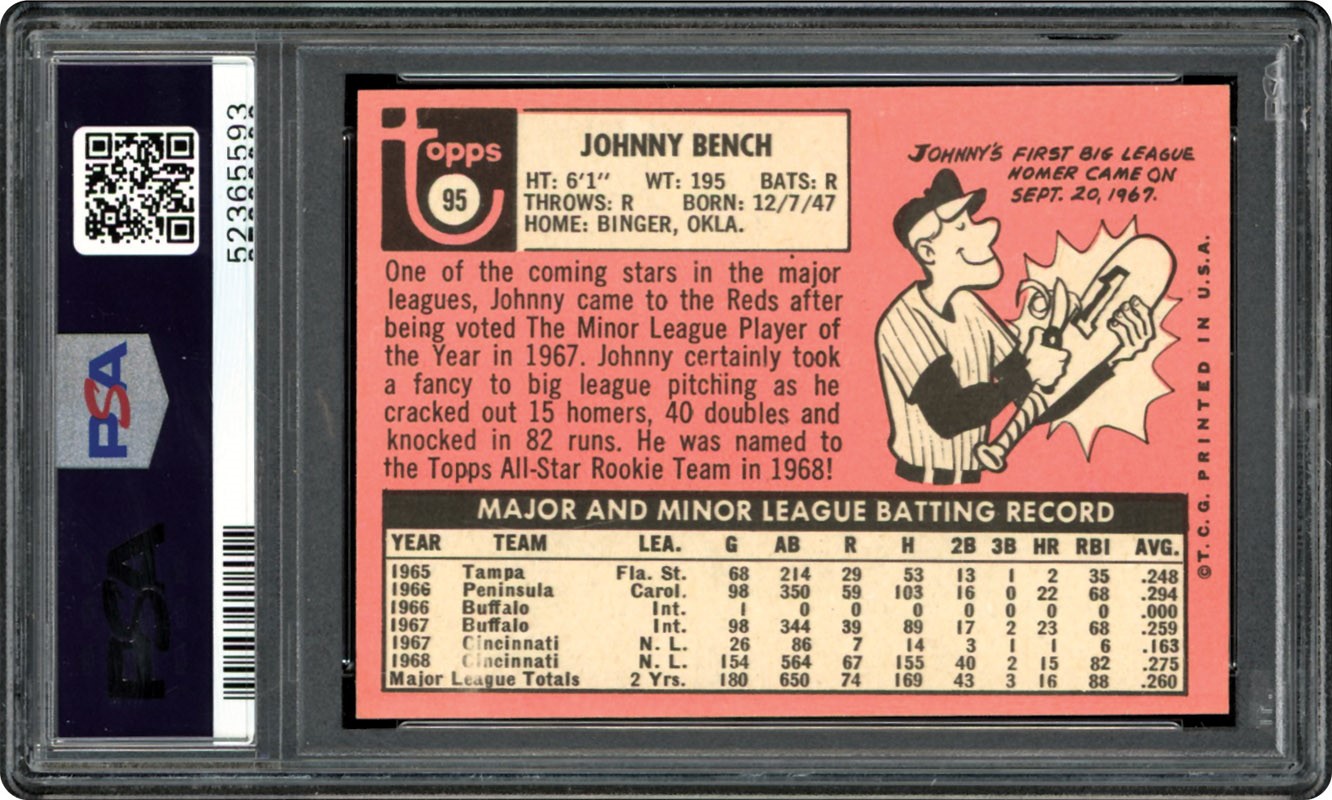 52365593
PSA
PSA
topps
95
JOHNNY BENCH
HT: 6'1" WT: 195 BATS: R
THROWS: R BORN: 12/7/47
HOME: BINGER, OKLA.
One of the coming stars in the major
leagues, Johnny came to the Reds after
being voted The Minor League Player of
the Year in 1967. Johnny certainly took
a fancy to big league pitching as he
cracked out 15 homers, 40 doubles and
knocked in 82 runs. He was named to
the Topps All-Star Rookie Team in 1968!
JOHNNY'S FIRST BIG LEAGUE
HOMER CAME ON
SEPT. 20, 1967.
1
©T. C. G. PRINTED IN U.S.A.
MAJOR AND MINOR LEAGUE BATTING RECORD
YEAR TEAM LEA. G AB R H 2B 3B HR RBI AVG.
1965 Tampa Fla. St. 68 214 29 53 13 1 2 35 .248
1966 Peninsula Carol. 98 350 59 103 16 0 22 68 .294
1966 Buffalo Int. 1 0 0 0 0 0 0 0 .000
1967 Buffalo Int. 98 344 39 89 17 2 23 68 .259
1967 Cincinnati N. L. 26 86 7 14 3 1 1 6 .163
1968 Cincinnati N. L. 154 564 67 155 40 2 15 82 .275
Major League Totals 2 Yrs. 180 650 74 169 43 3 16 88 .260